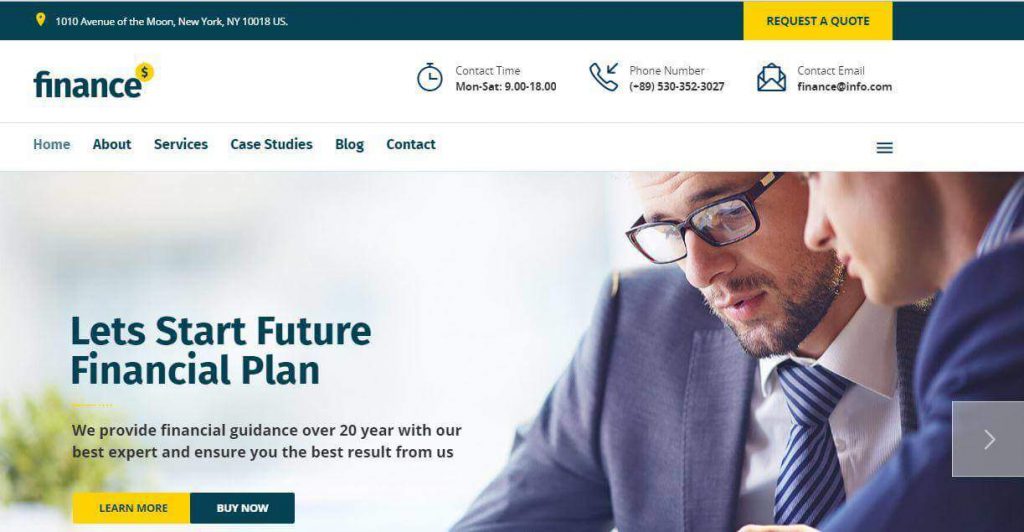 1010 Avenue of the Moon, New York, NY 10018 US.
REQUEST A QUOTE
finance$
Contact Time
Mon-Sat: 9.00-18.00
Phone Number
(+89) 530-352-3027
Contact Email
finance@info.com
Home About Services Case Studies Blog Contact
Lets Start Future
Financial Plan
We provide financial guidance over 20 year with our
best expert and ensure you the best result from us
LEARN MORE BUY NOW